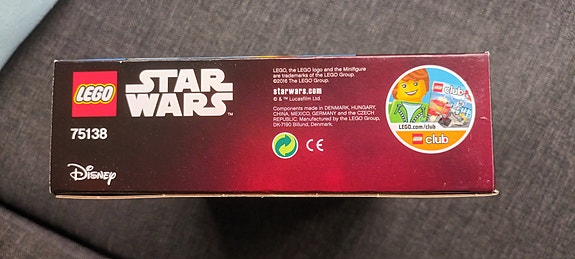 LEGO
STAR
WARS
TM
75138
Disney
LEGO, the LEGO logo and the Minifigure
are trademarks of the LEGO Group.
©2016 The LEGO Group.
starwars.com
© & ™ Lucasfilm Ltd.
Components made in DENMARK, HUNGARY,
CHINA, MEXICO, GERMANY and the CZECH
REPUBLIC. Manufactured by the LEGO Group,
DK-7190 Billund, Denmark.
CE
Club
LEGO.com/club
LEGO club